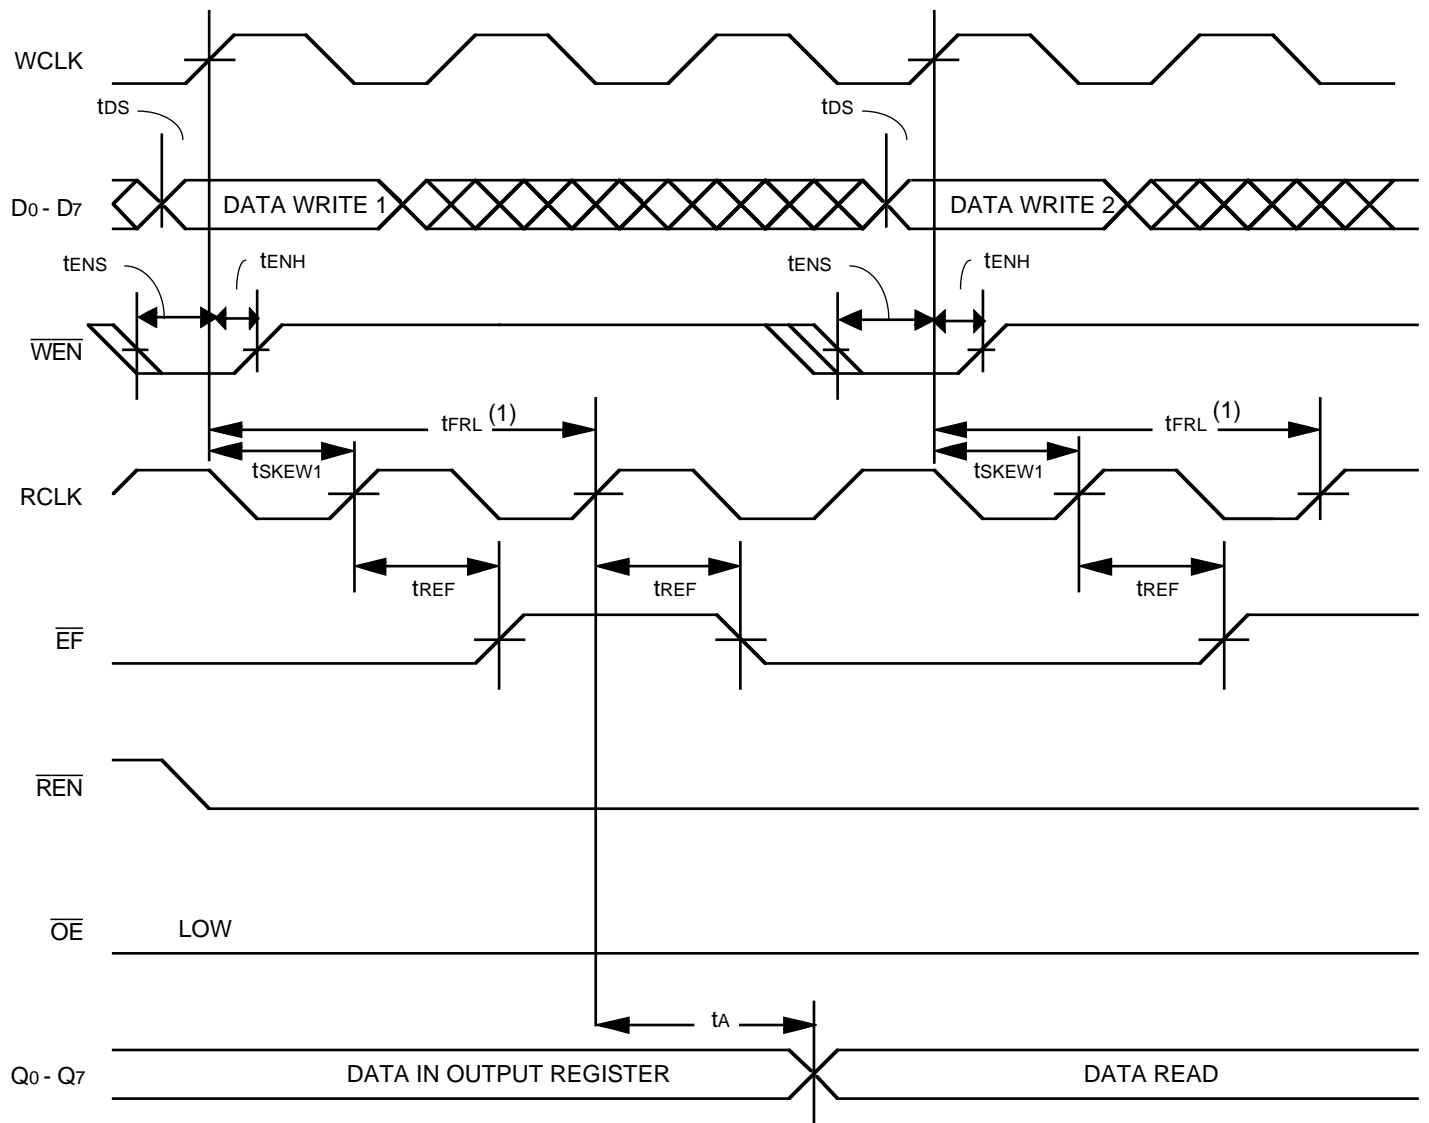 WCLK
tDS tDS
D0 - D7 DATA WRITE 1 DATA WRITE 2
tENS tENH tENS tENH
WEN
tFRL (1) tFRL (1)
tSKEW1 tSKEW1
RCLK
tREF tREF tREF
EF
REN
OE LOW
tA
Q0 - Q7 DATA IN OUTPUT REGISTER DATA READ